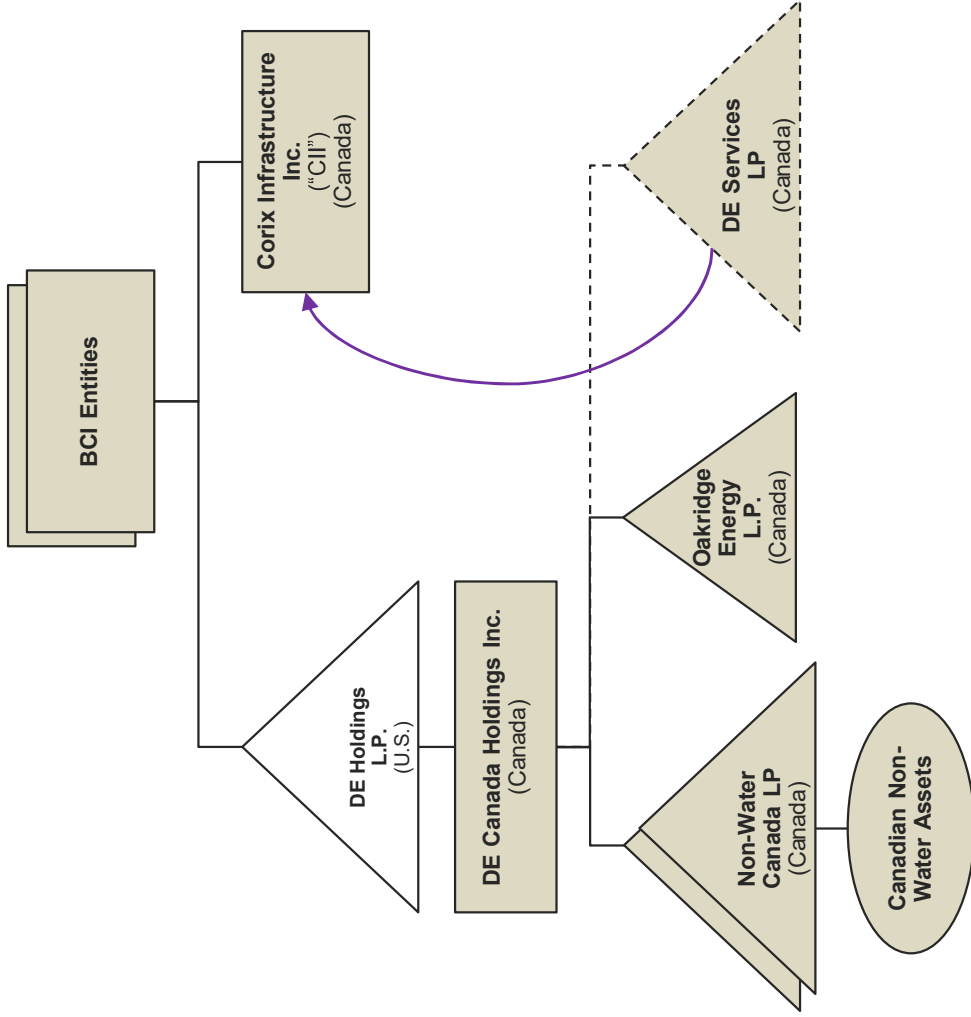 BCI Entities
Corix Infrastructure
Inc.
(“CII”)
(Canada)
DE Holdings
L.P.
(U.S.)
DE Canada Holdings Inc.
(Canada)
Non-Water
Canada LP
(Canada)
Oakridge
Energy
L.P.
(Canada)
DE Services
LP
(Canada)
Canadian Non-
Water Assets